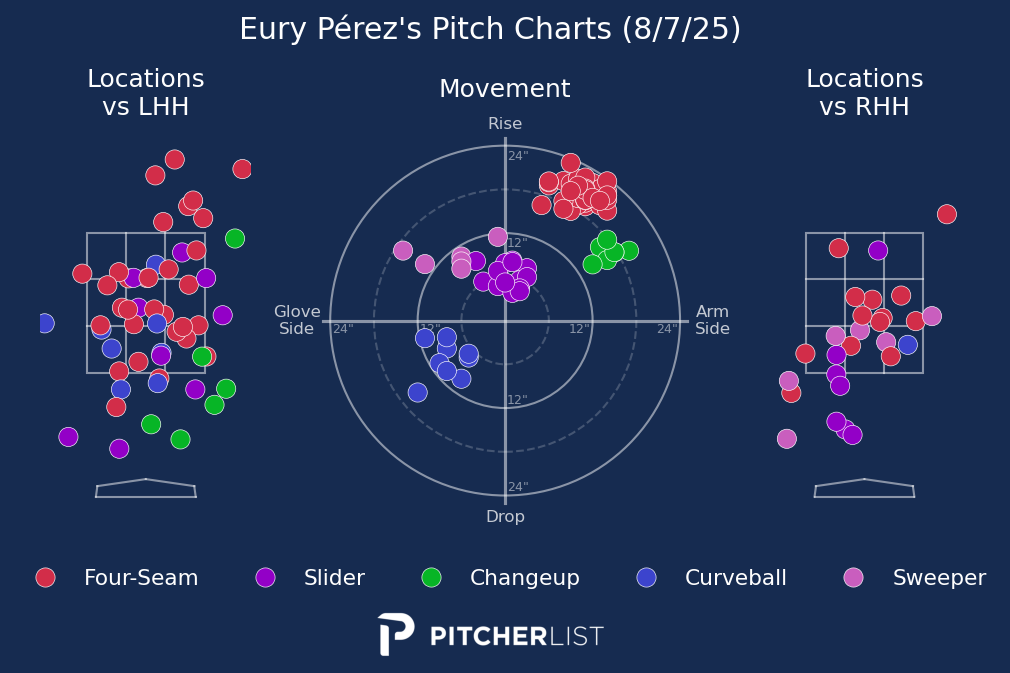 Eury Pérez's Pitch Charts (8/7/25)
Locations
vs LHH
Movement
Locations
vs RHH
Rise
24"
12"
Glove
Side
24"
12"
12"
24"
Arm
Side
12"
24"
Drop
Four-Seam
Slider
Changeup
Curveball
Sweeper
PITCHERLIST